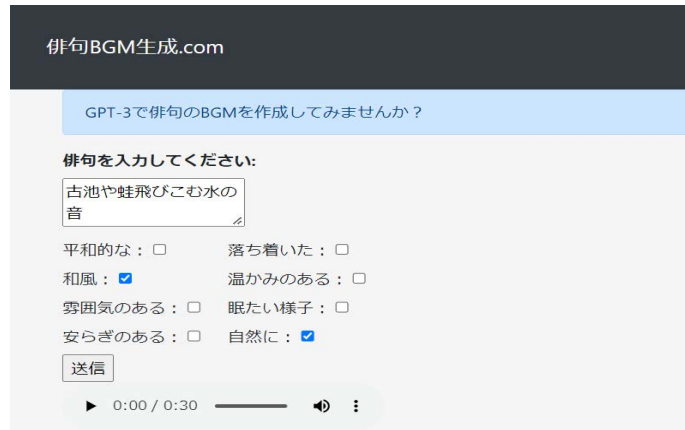 俳句BGM生成.com
GPT-3で俳句のBGMを作成してみませんか？
俳句を入力してください:
古池や蛙飛びこむ水の
音
平和的な： 落ち着いた：
和風： 温かみのある：
雰囲気のある： 眠たい様子：
安らぎのある： 自然に：
送信
0:00 / 0:30